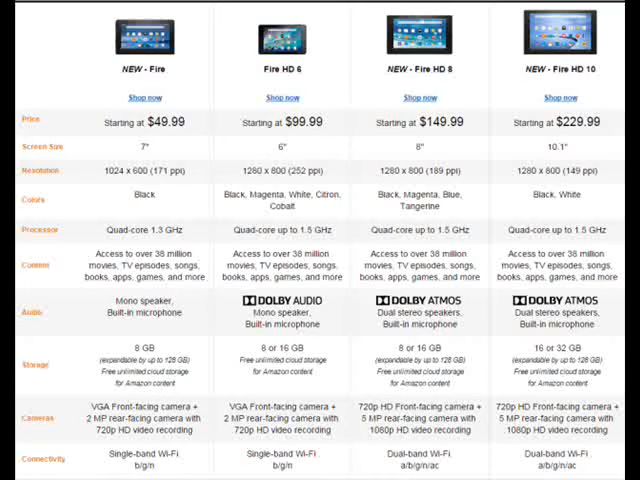 NEW - Fire Fire HD 6 NEW - Fire HD 8 NEW - Fire HD 10
Shop now Shop now Shop now Shop now
Price Starting at $49.99 Starting at $99.99 Starting at $149.99 Starting at $229.99
Screen Size 7" 6" 8" 10.1"
Resolution 1024 x 600 (171 ppi) 1280 x 800 (252 ppi) 1280 x 800 (189 ppi) 1280 x 800 (149 ppi)
Colors Black Black, Magenta, White, Citron, Black, Magenta, Blue, Black, White
Cobalt Tangerine
Processor Quad-core 1.3 GHz Quad-core up to 1.5 GHz Quad-core up to 1.5 GHz Quad-core up to 1.5 GHz
Access to over 38 million Access to over 38 million Access to over 38 million Access to over 38 million
Content movies, TV episodes, songs, movies, TV episodes, songs, movies, TV episodes, songs, movies, TV episodes, songs,
books, apps, games, and more books, apps, games, and more books, apps, games, and more books, apps, games, and more
Mono speaker, DOLBY AUDIO DOLBY ATMOS DOLBY ATMOS
Audio Built-in microphone Mono speaker, Dual stereo speakers, Dual stereo speakers,
Built-in microphone Built-in microphone Built-in microphone
8 GB 8 or 16 GB 8 or 16 GB 16 or 32 GB
(expandable by up to 128 GB) Free unlimited cloud storage (expandable by up to 128 GB) (expandable by up to 128 GB)
Storage Free unlimited cloud storage for Amazon content Free unlimited cloud storage Free unlimited cloud storage
for Amazon content for Amazon content for Amazon content
VGA Front-facing camera + VGA Front-facing camera + 720p HD Front-facing camera + 720p HD Front-facing camera +
Cameras 2 MP rear-facing camera with 2 MP rear-facing camera with 5 MP rear-facing camera with 5 MP rear-facing camera with
720p HD video recording 720p HD video recording 1080p HD video recording 1080p HD video recording
Connectivity Single-band Wi-Fi Single-band Wi-Fi Dual-band Wi-Fi Dual-band Wi-Fi
b/g/n b/g/n a/b/g/n/ac a/b/g/n/ac